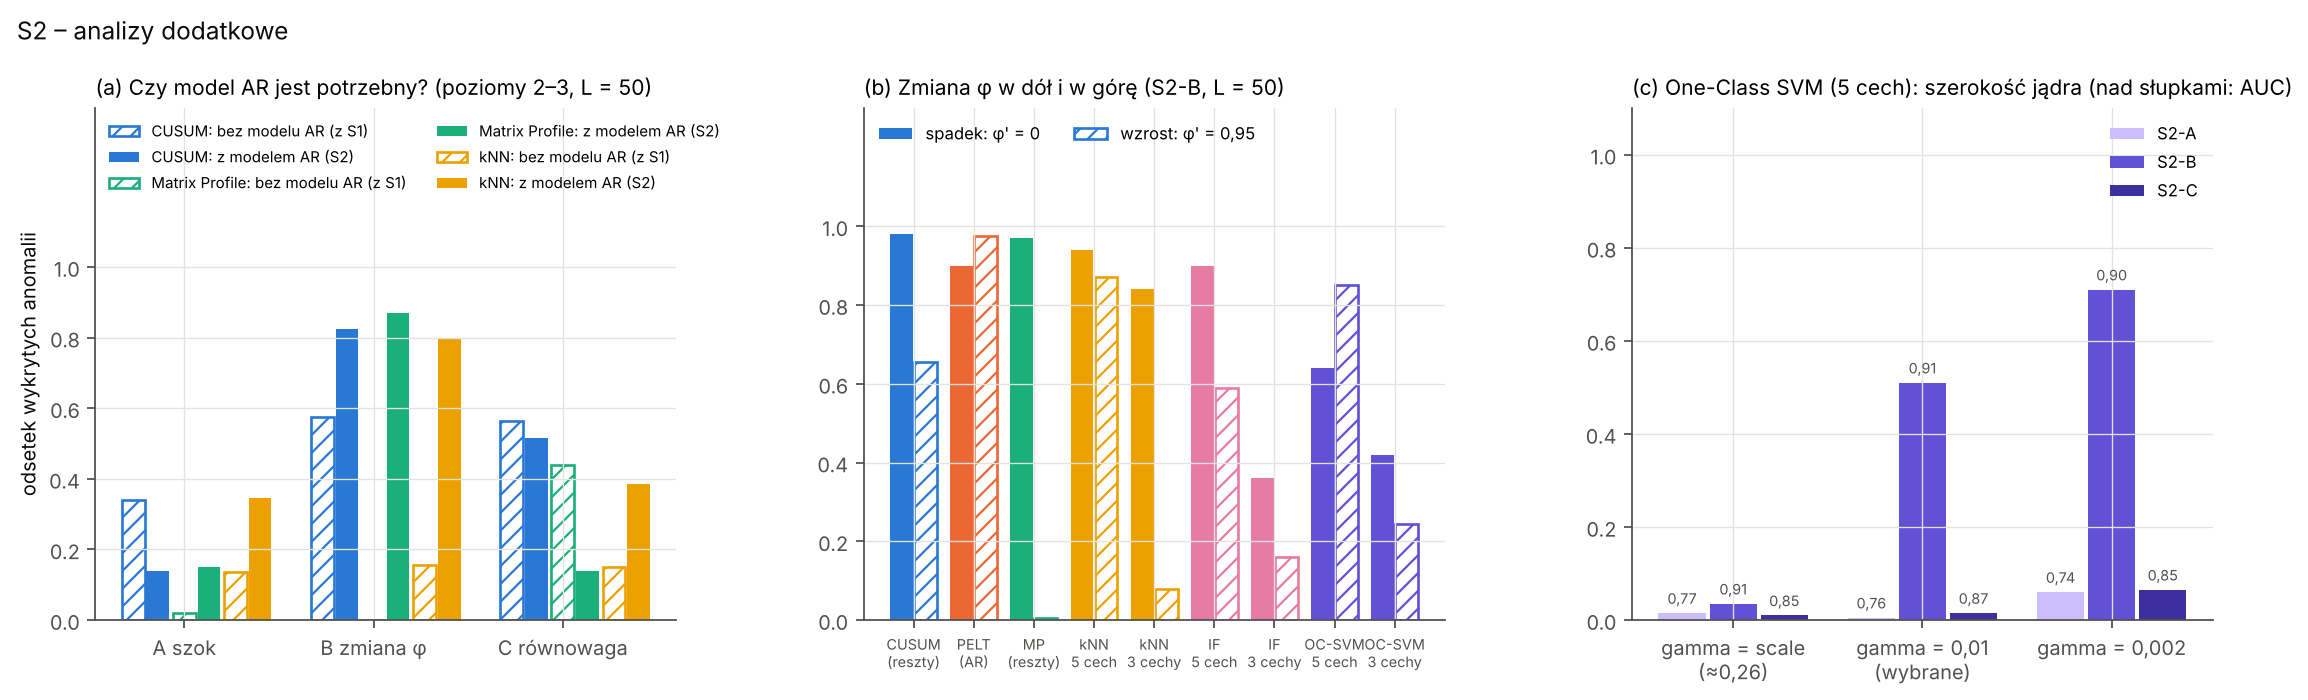 S2 – analizy dodatkowe
(a) Czy model AR jest potrzebny? (poziomy 2–3, L = 50)
CUSUM: bez modelu AR (z S1)
CUSUM: z modelem AR (S2)
Matrix Profile: bez modelu AR (z S1)
Matrix Profile: z modelem AR (S2)
kNN: bez modelu AR (z S1)
kNN: z modelem AR (S2)
odsetek wykrytych anomalii
1.0
0.8
0.6
0.4
0.2
0.0
A szok
B zmiana φ
C równowaga
(b) Zmiana φ w dół i w górę (S2-B, L = 50)
spadek: φ' = 0
wzrost: φ' = 0,95
1.0
0.8
0.6
0.4
0.2
0.0
CUSUM
(reszty)
PELT
(AR)
MP
(reszty)
kNN
5 cech
kNN
3 cechy
IF
5 cech
IF
3 cechy
OC-SVM
5 cech
OC-SVM
3 cechy
(c) One-Class SVM (5 cech): szerokość jądra (nad słupkami: AUC)
S2-A
S2-B
S2-C
1.0
0.8
0.6
0.4
0.2
0.0
0,77
0,91
0,85
0,76
0,91
0,87
0,74
0,90
0,85
gamma = scale
(≈0,26)
gamma = 0,01
(wybrane)
gamma = 0,002